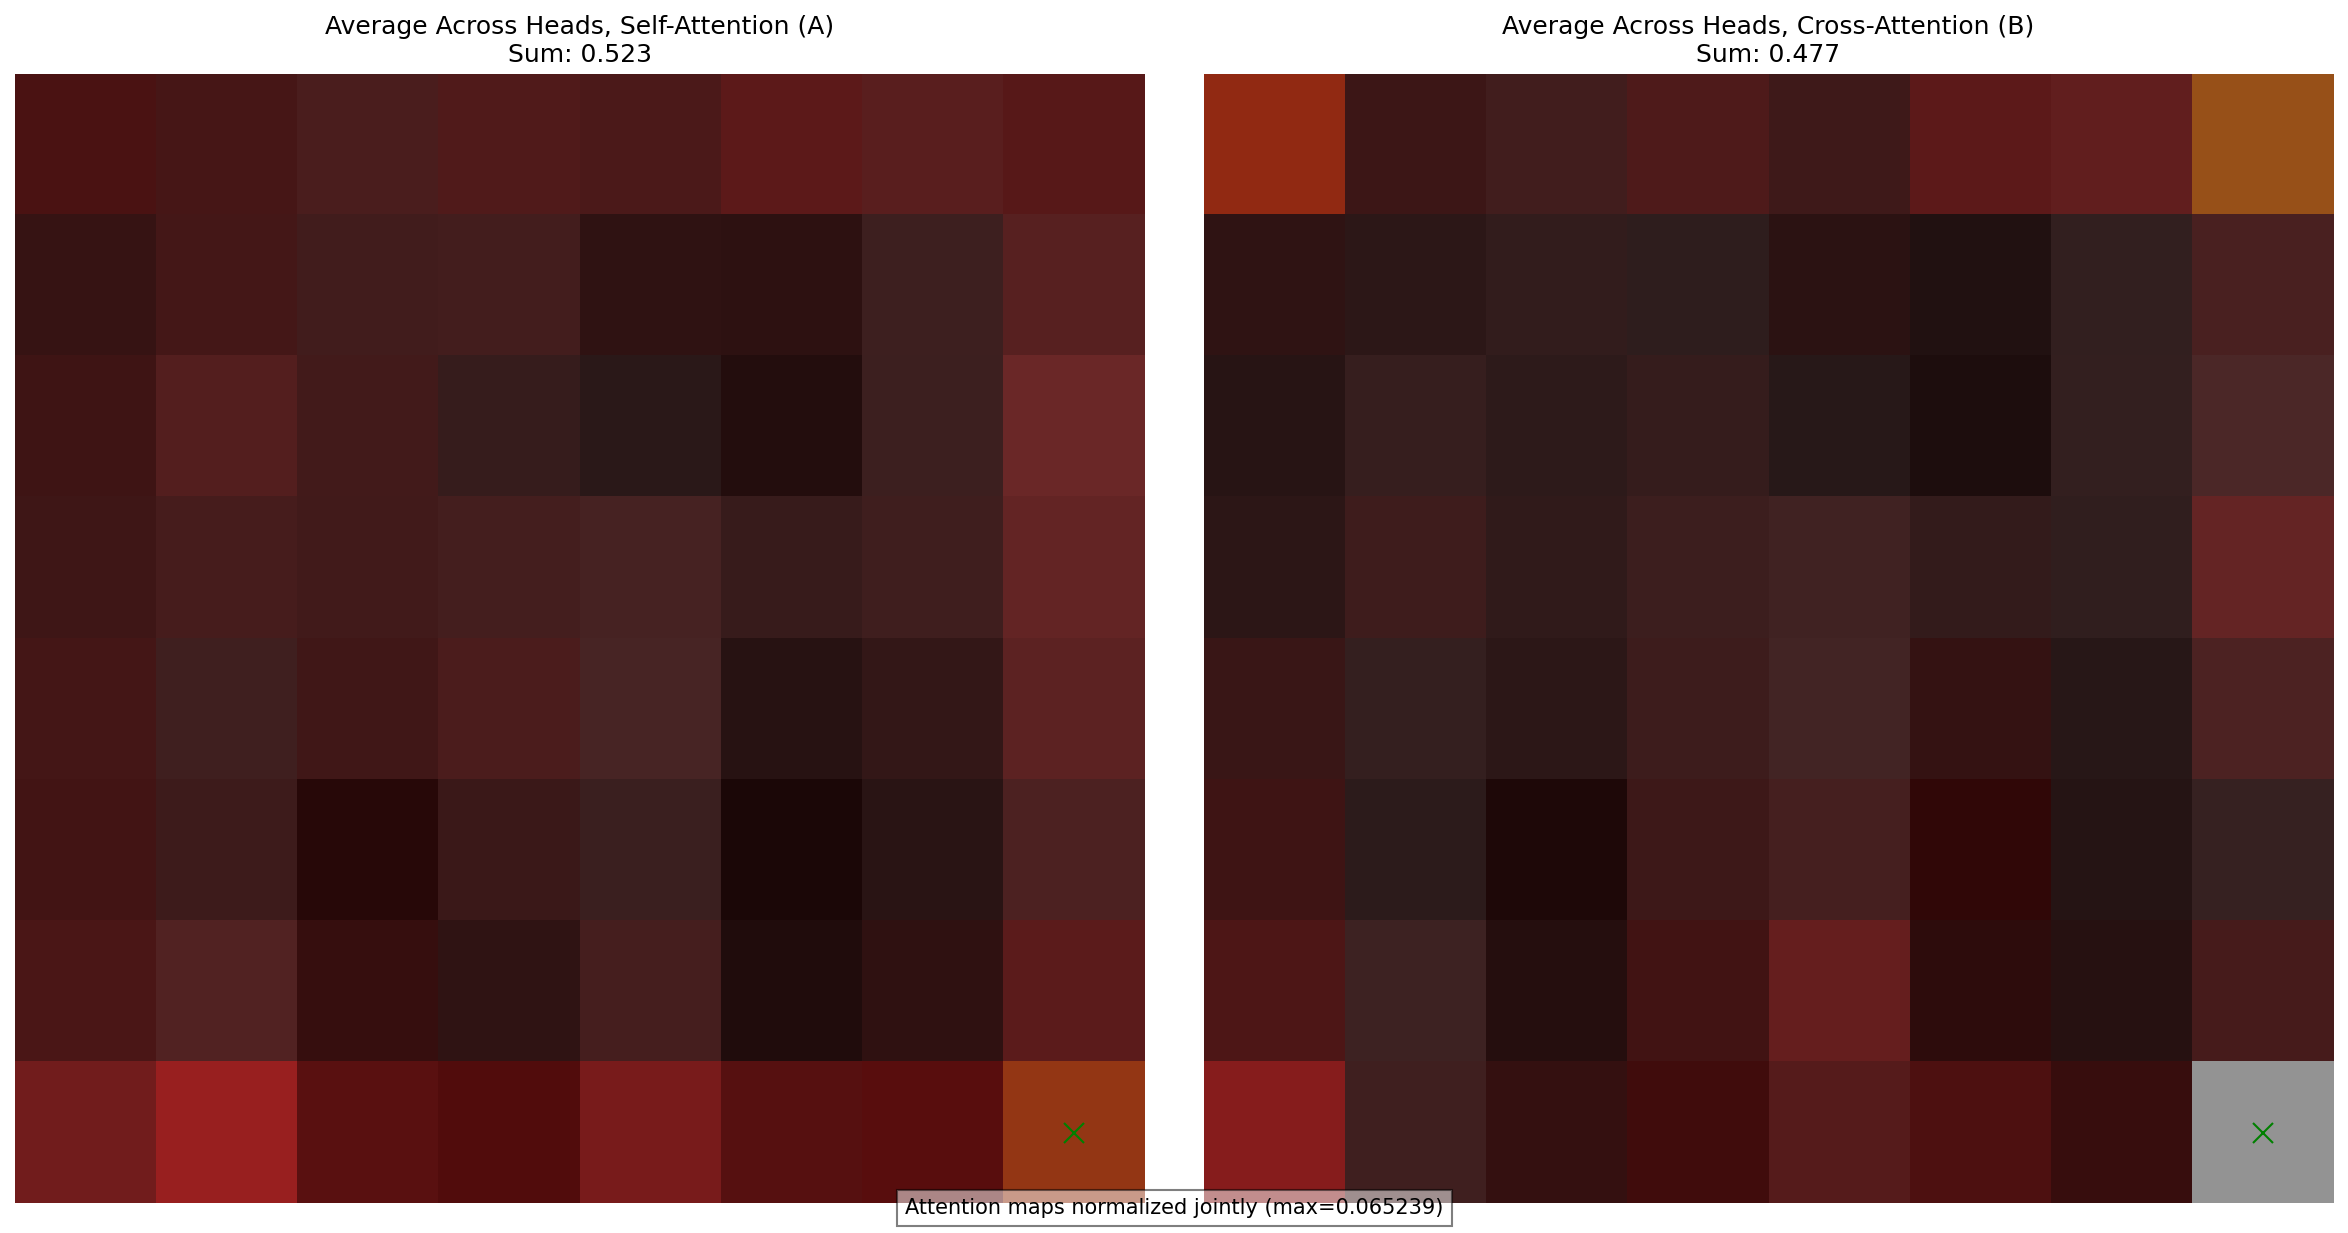 Average Across Heads, Self-Attention (A)
Sum: 0.523
Average Across Heads, Cross-Attention (B)
Sum: 0.477
Attention maps normalized jointly (max=0.065239)